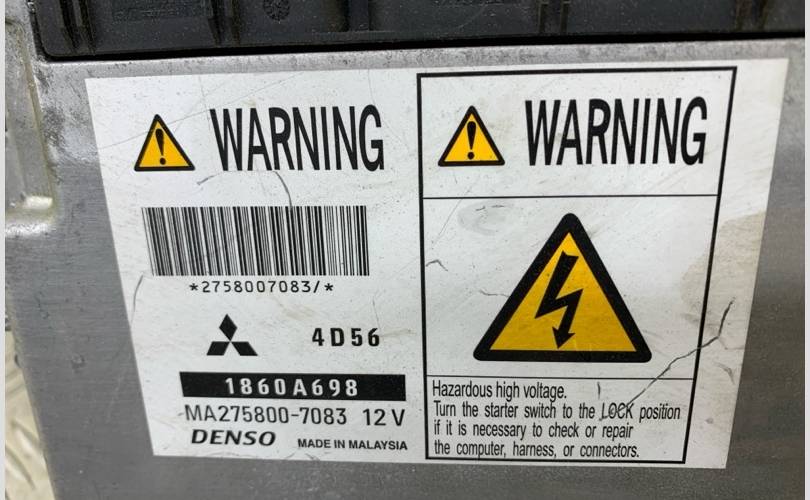 WARNING
*2758007083/*
4D56
1860A698
MA275800-7083 12V
DENSO MADE IN MALAYSIA
WARNING
Hazardous high voltage.
Turn the starter switch to the LOCK position
if it is necessary to check or repair
the computer, harness, or connectors.